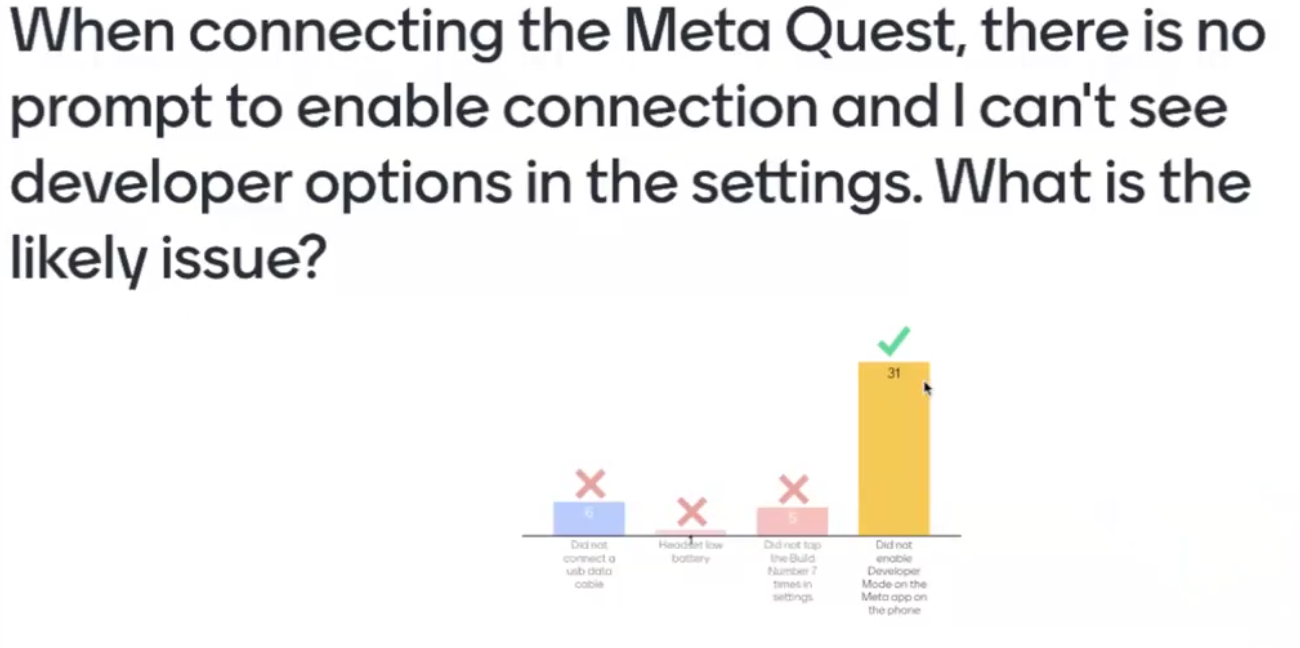 When connecting the Meta Quest, there is no
prompt to enable connection and I can't see
developer options in the settings. What is the
likely issue?
31
6
5
1
Did not
connect a
usb data
cable
Headset low
battery
Did not tap
the Build
Number 7
times in
settings
Did not
enable
Developer
Mode on the
Meta app on
the phone